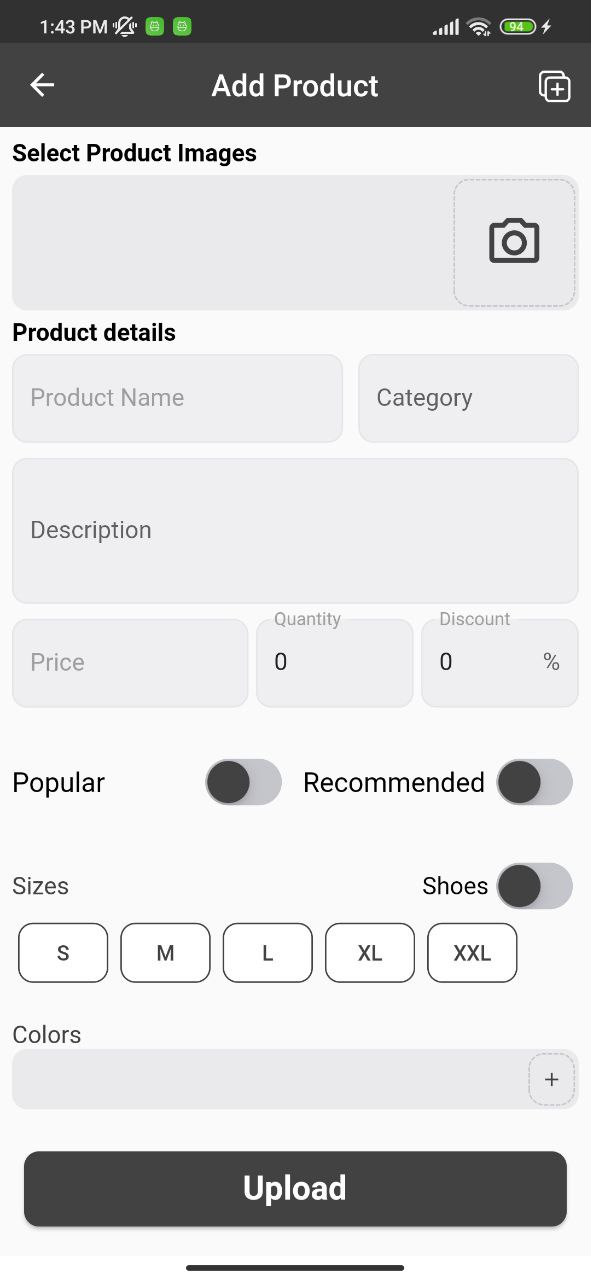 1:43 PM 94
Add Product
Select Product Images
Product details
Product Name Category
Description
Quantity Discount
Price 0 0 %
Popular Recommended
Sizes Shoes
S M L XL XXL
Colors
+
Upload